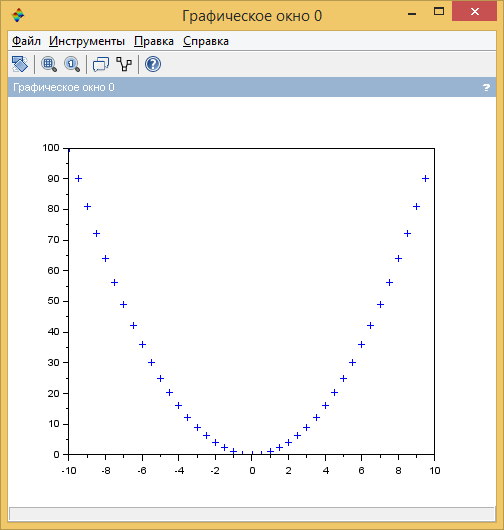 Графическое окно 0
Файл Инструменты Правка Справка
Графическое окно 0 ?
100
90
80
70
60
50
40
30
20
10
0
-10 -8 -6 -4 -2 0 2 4 6 8 10